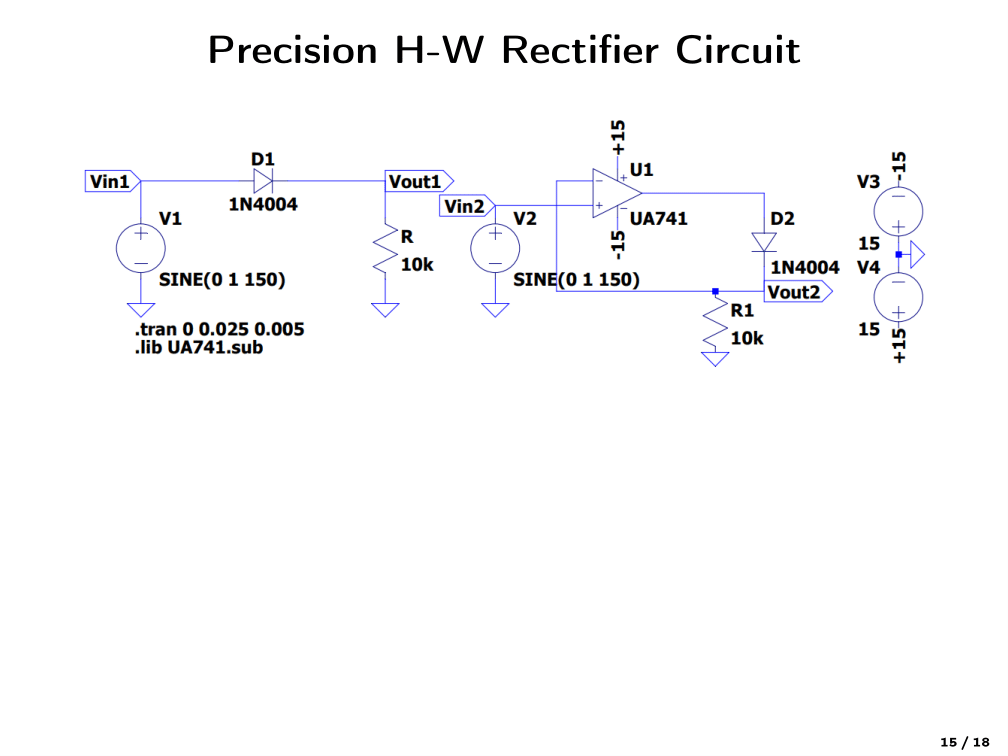 Precision H-W Rectifier Circuit
Vin1
D1
1N4004
Vout1
V1
SINE(0 1 150)
R
10k
.tran 0 0.025 0.005
.lib UA741.sub
Vin2
V2
SINE(0 1 150)
+15
U1
UA741
-15
D2
1N4004
Vout2
R1
10k
-15
V3
15
V4
15
+15
15 / 18